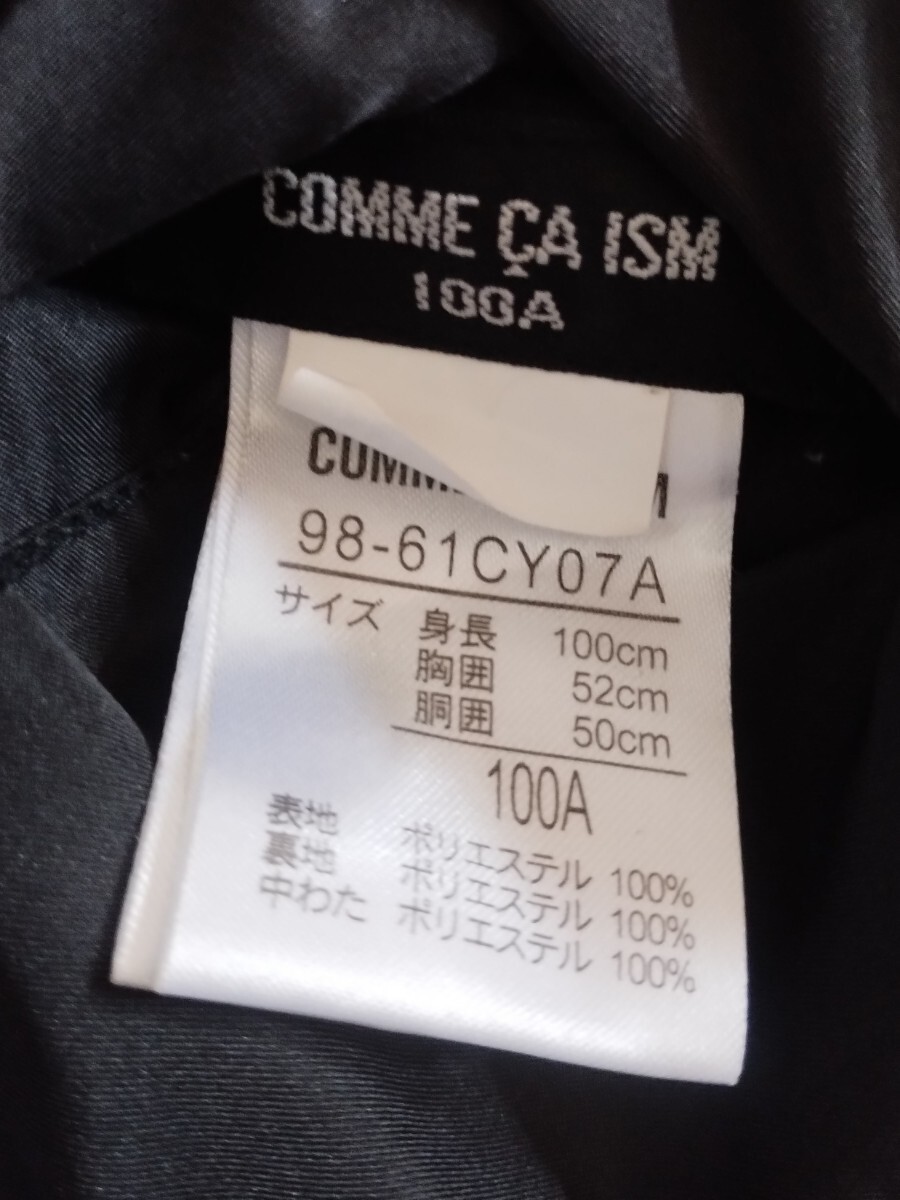 COMME ÇA ISM
100A
98-61CY07A
サイズ 身長 100cm
胸囲 52cm
胴囲 50cm
100A
表地 ポリエステル 100%
裏地 ポリエステル 100%
中わた ポリエステル 100%